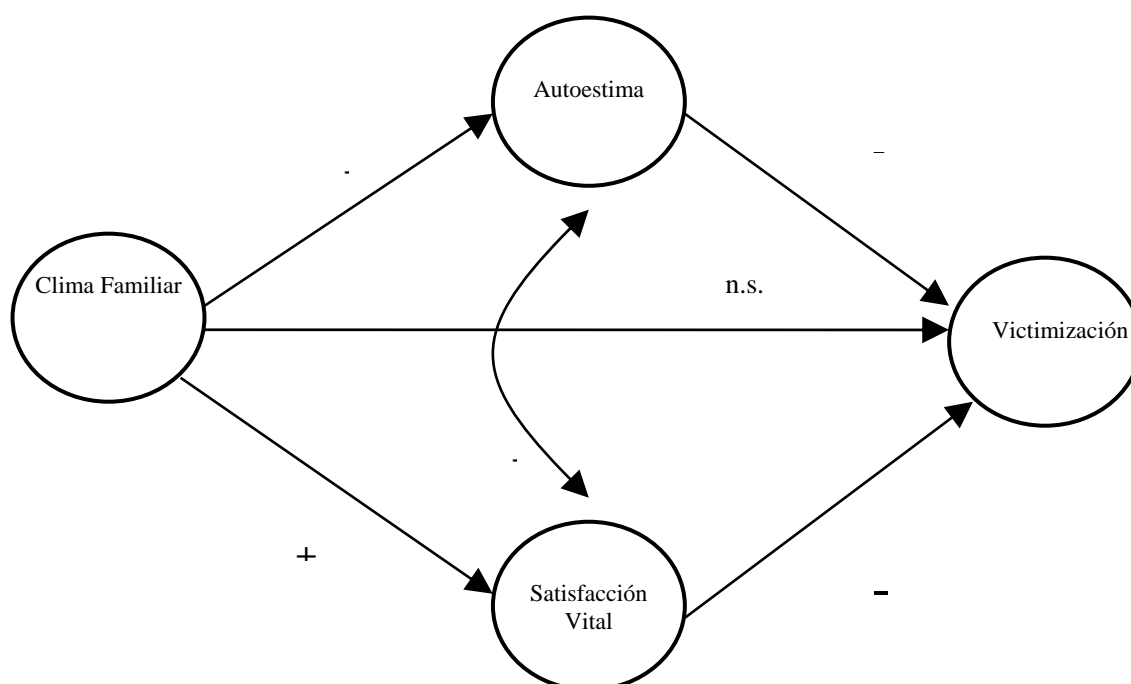 Autoestima
-
–
Clima Familiar
n.s.
Victimización
-
+
Satisfacción
Vital
-